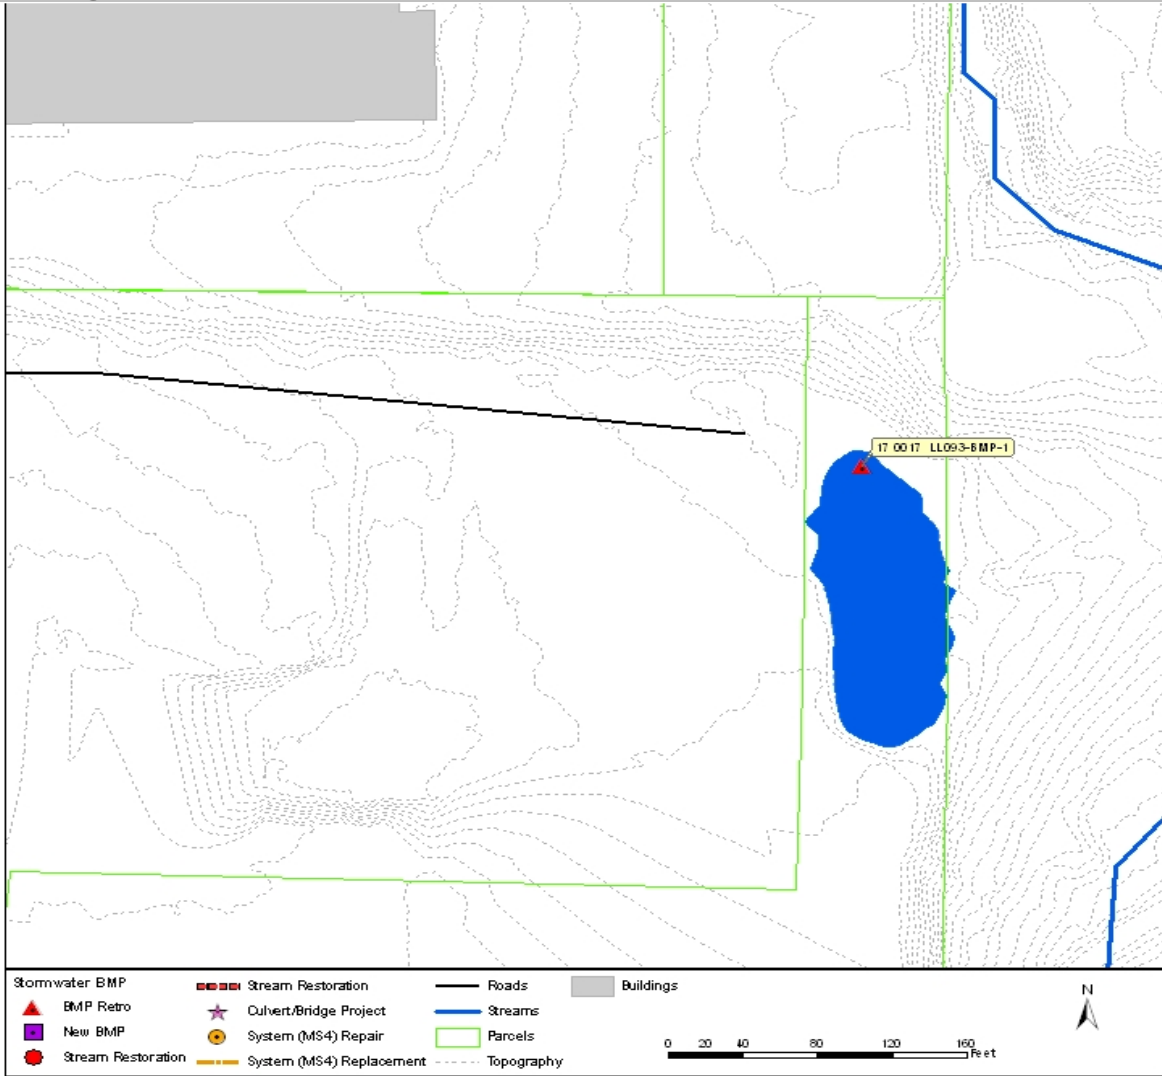 17 0017 LL093-BMP-1
Stormwater BMP
BMP Retro
New BMP
Stream Restoration
Stream Restoration
Culvert/Bridge Project
System (MS4) Repair
System (MS4) Replacement
Roads
Streams
Parcels
Topography
Buildings
N
0 20 40 80 120 160
Feet